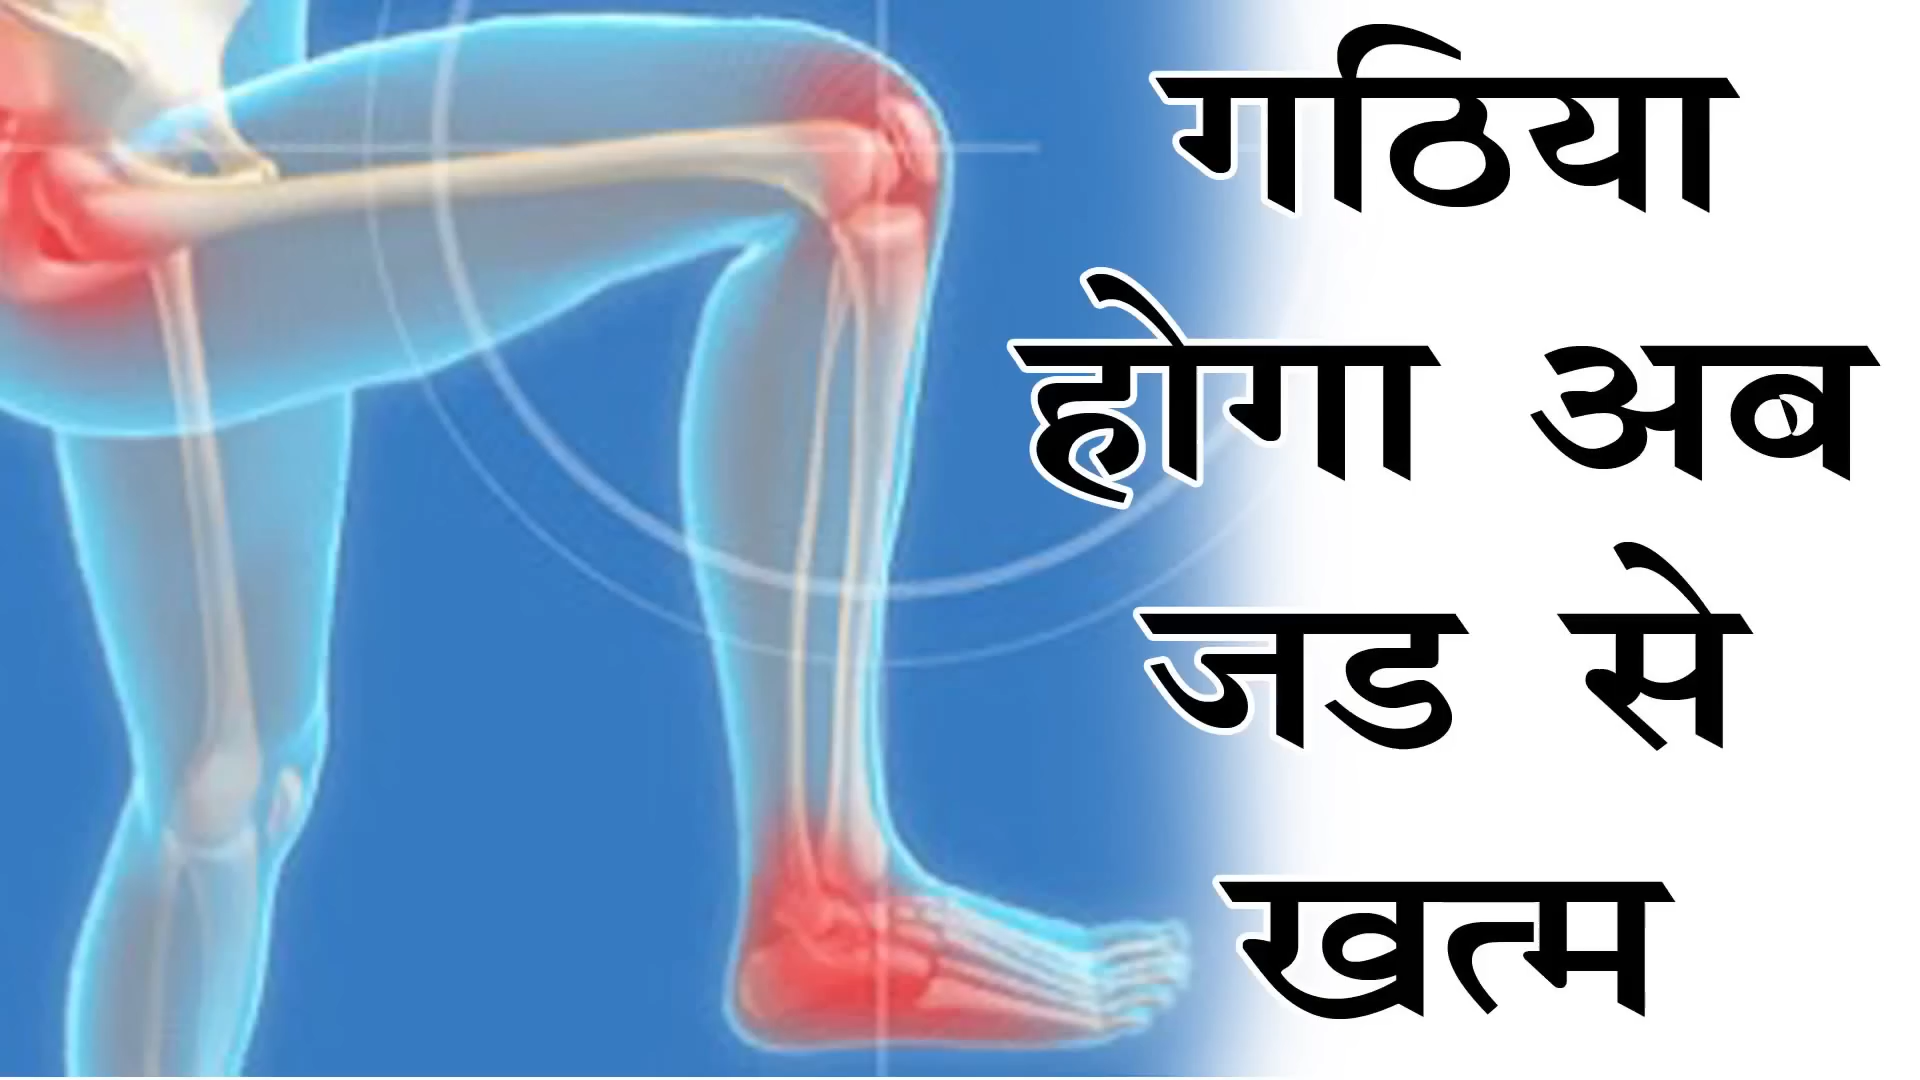 गठिया
होगा अब
जड से
खत्म